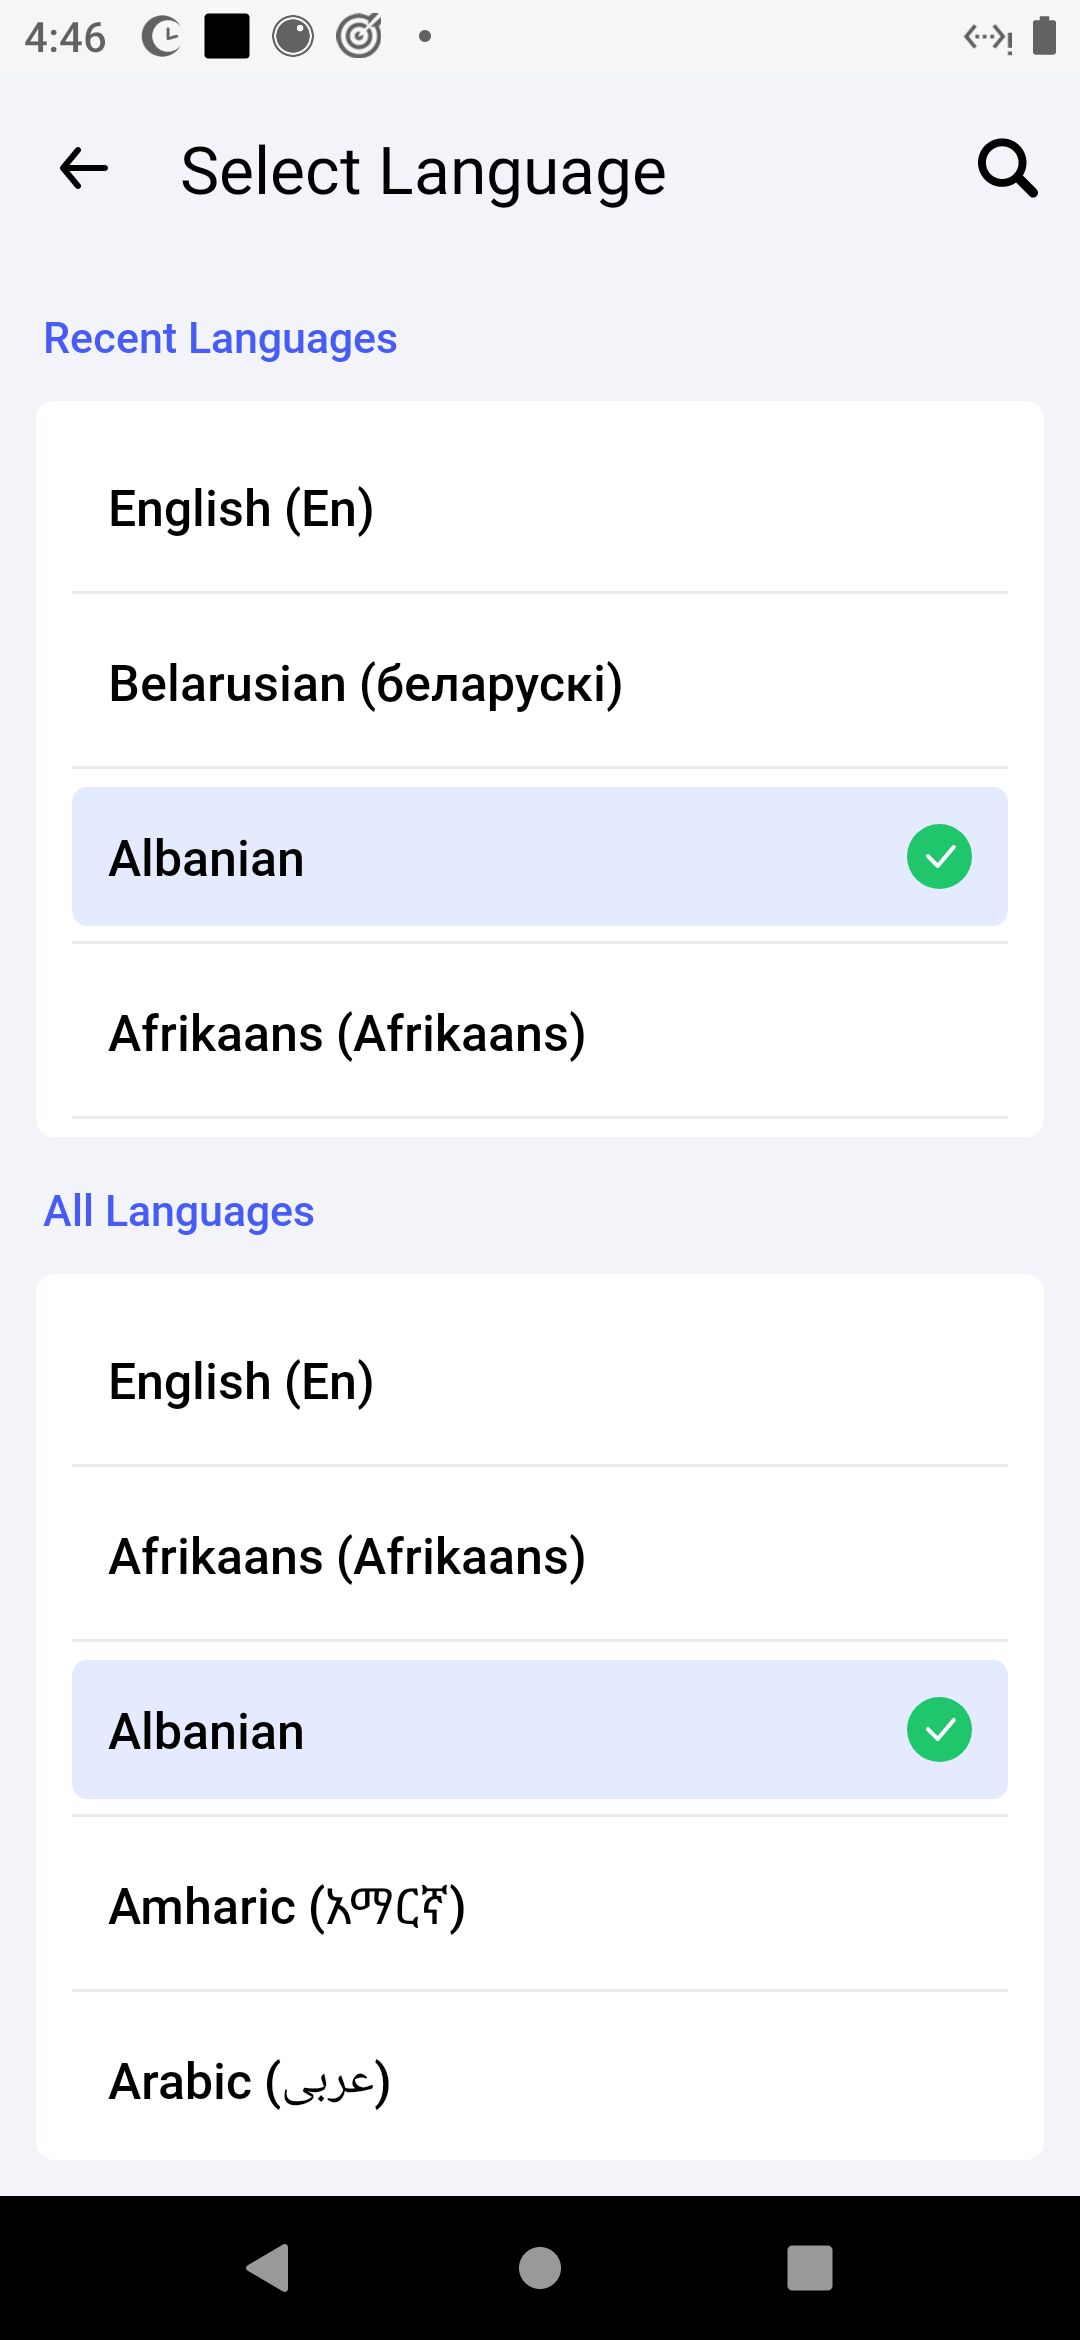 4:46
Select Language
Recent Languages
English (En)
Belarusian (беларускі)
Albanian
Afrikaans (Afrikaans)
All Languages
English (En)
Afrikaans (Afrikaans)
Albanian
Amharic (አማርኛ)
Arabic (عربى)